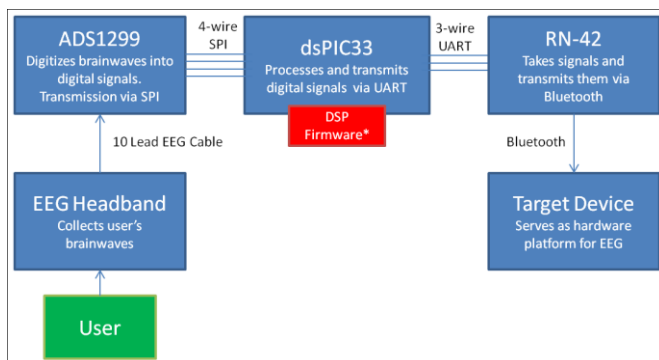 ADS1299
Digitizes brainwaves into
digital signals.
Transmission via SPI
4-wire
SPI
dsPIC33
Processes and transmits
digital signals via UART
DSP
Firmware*
3-wire
UART
RN-42
Takes signals and
transmits them via
Bluetooth
10 Lead EEG Cable
Bluetooth
EEG Headband
Collects user's
brainwaves
Target Device
Serves as hardware
platform for EEG
User